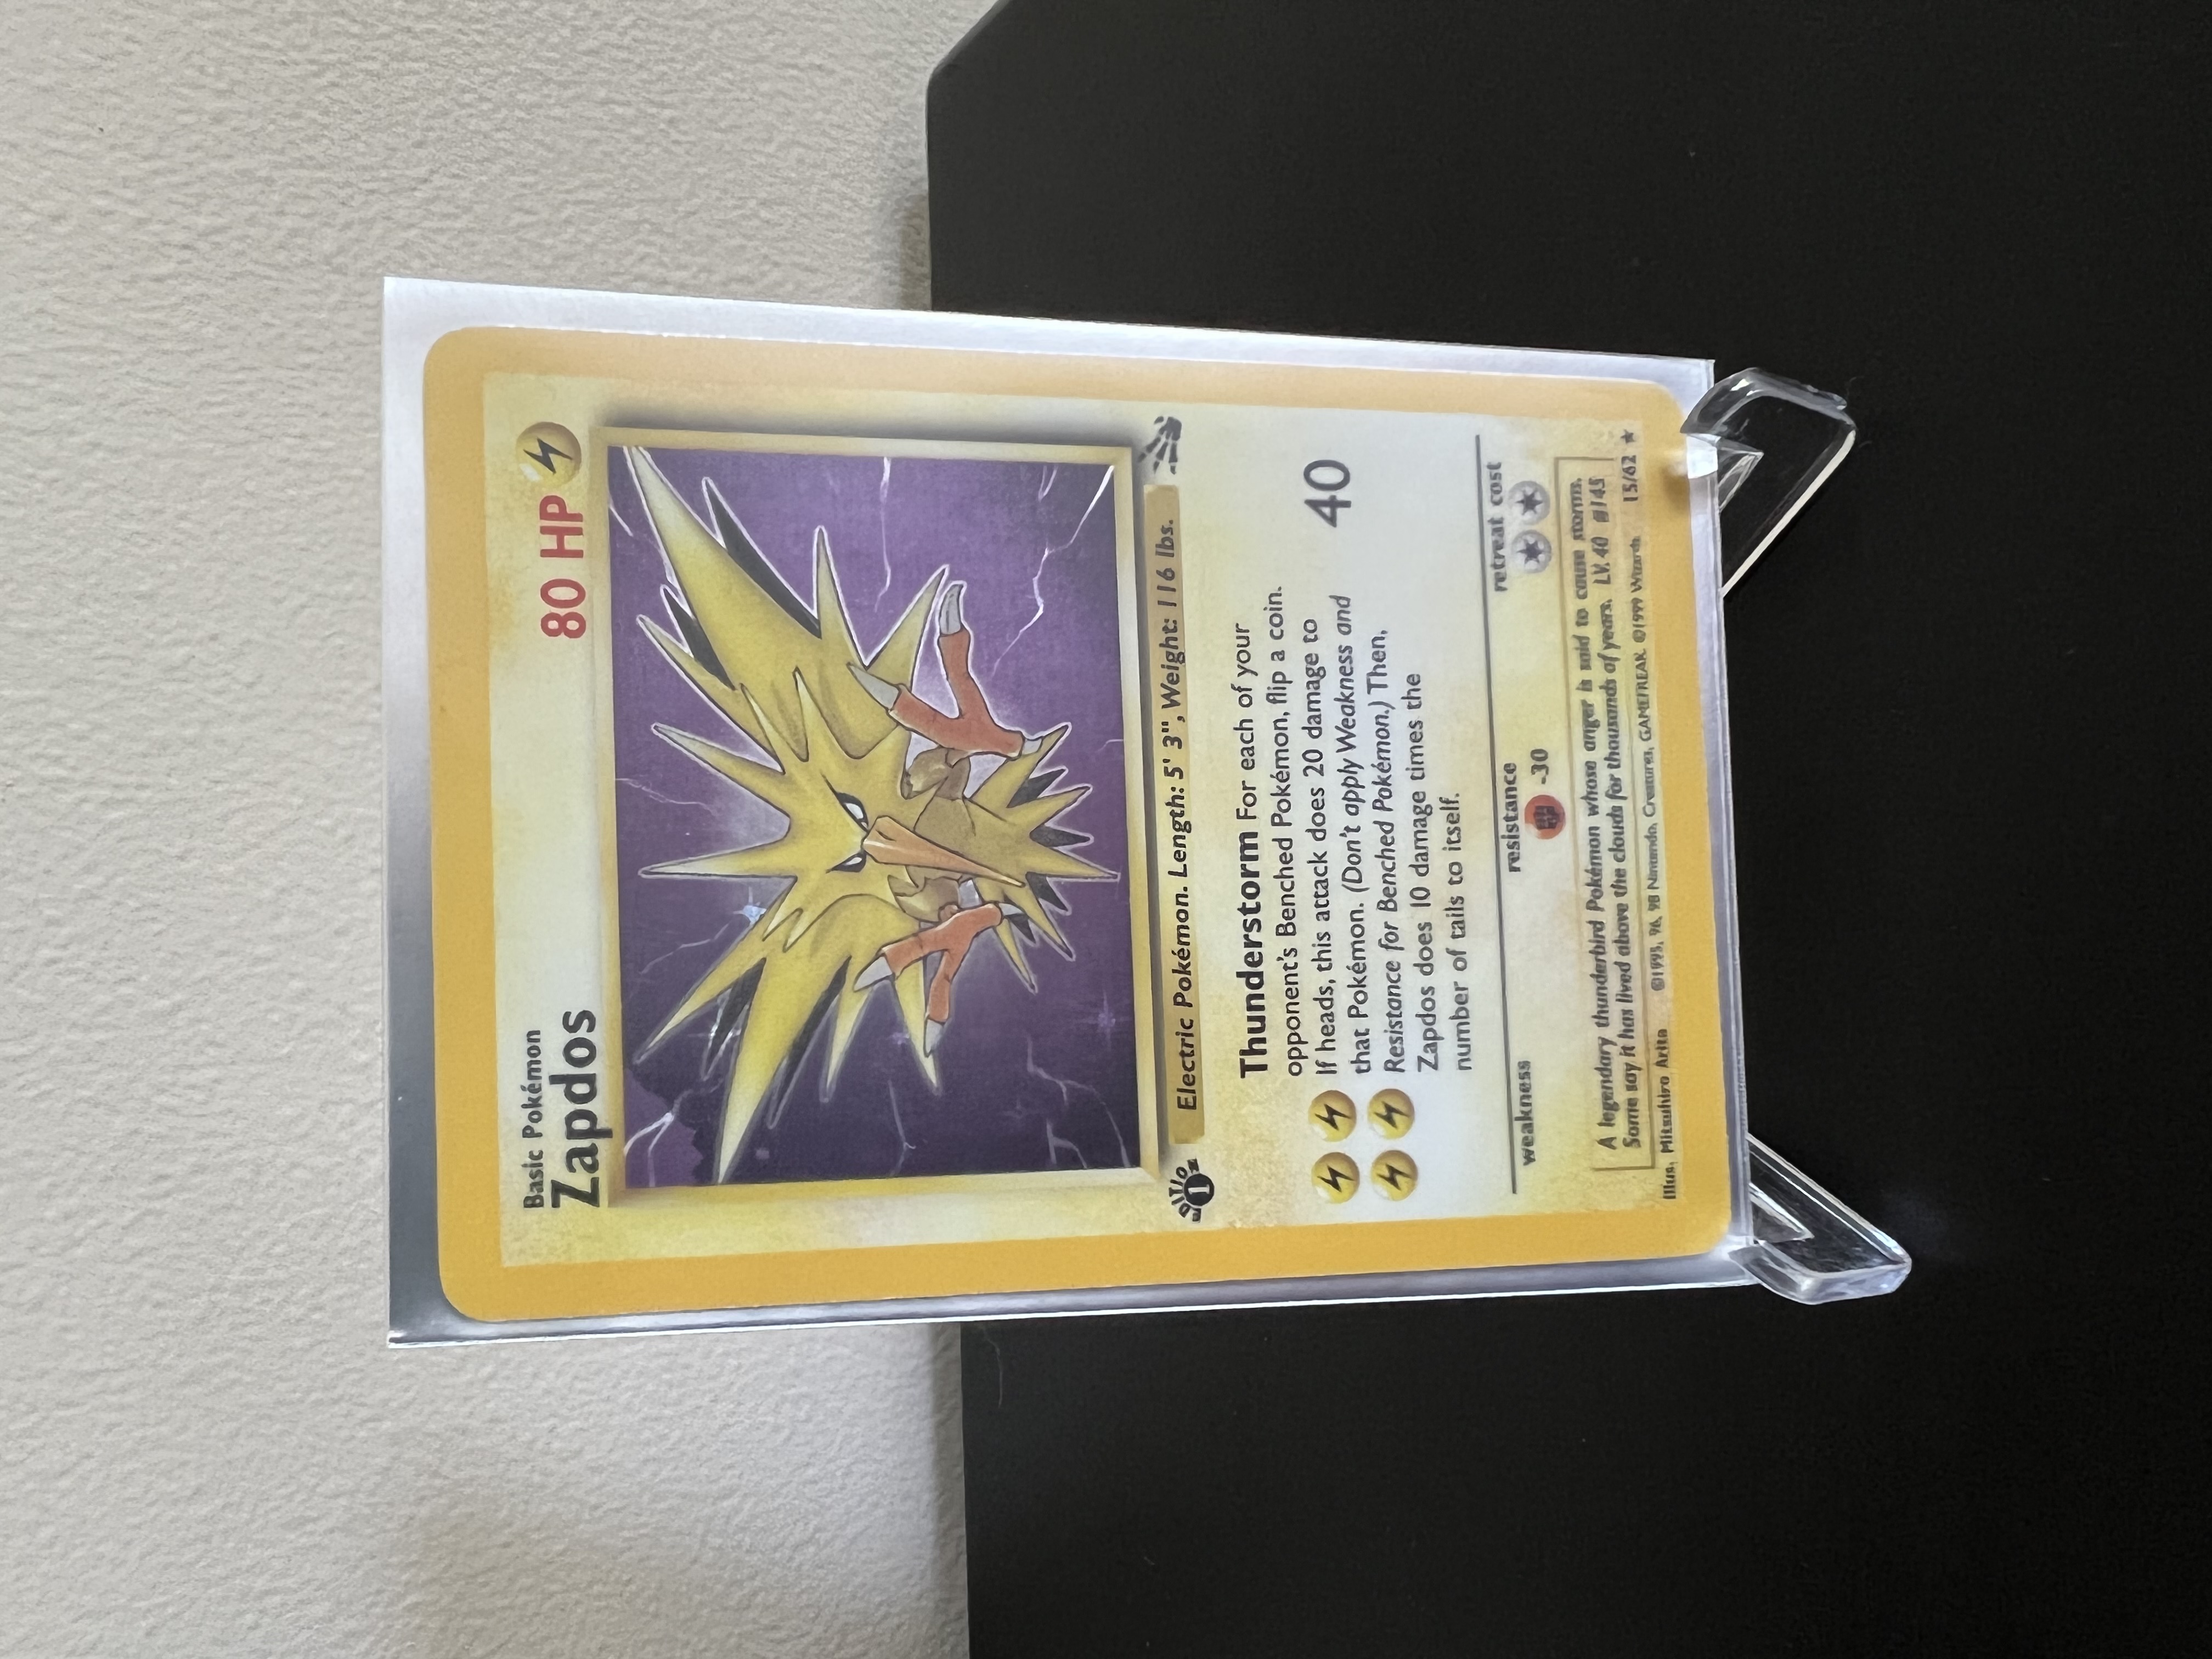 Basic Pokémon
Zapdos
80 HP
EDITION
1
Electric Pokémon. Length: 5' 3", Weight: 116 lbs.
Thunderstorm For each of your
opponent's Benched Pokémon, flip a coin.
If heads, this attack does 20 damage to
that Pokémon. (Don't apply Weakness and
Resistance for Benched Pokémon.) Then,
Zapdos does 10 damage times the
number of tails to itself.
40
weakness
resistance
retreat cost
-30
A legendary thunderbird Pokémon whose anger is said to cause storms.
Some say it has lived above the clouds for thousands of years. LV. 40 #145
Illus. Mitsuhiro Arita
©1995, 96, 98 Nintendo, Creatures, GAMEFREAK. ©1999 Wizards
15/62